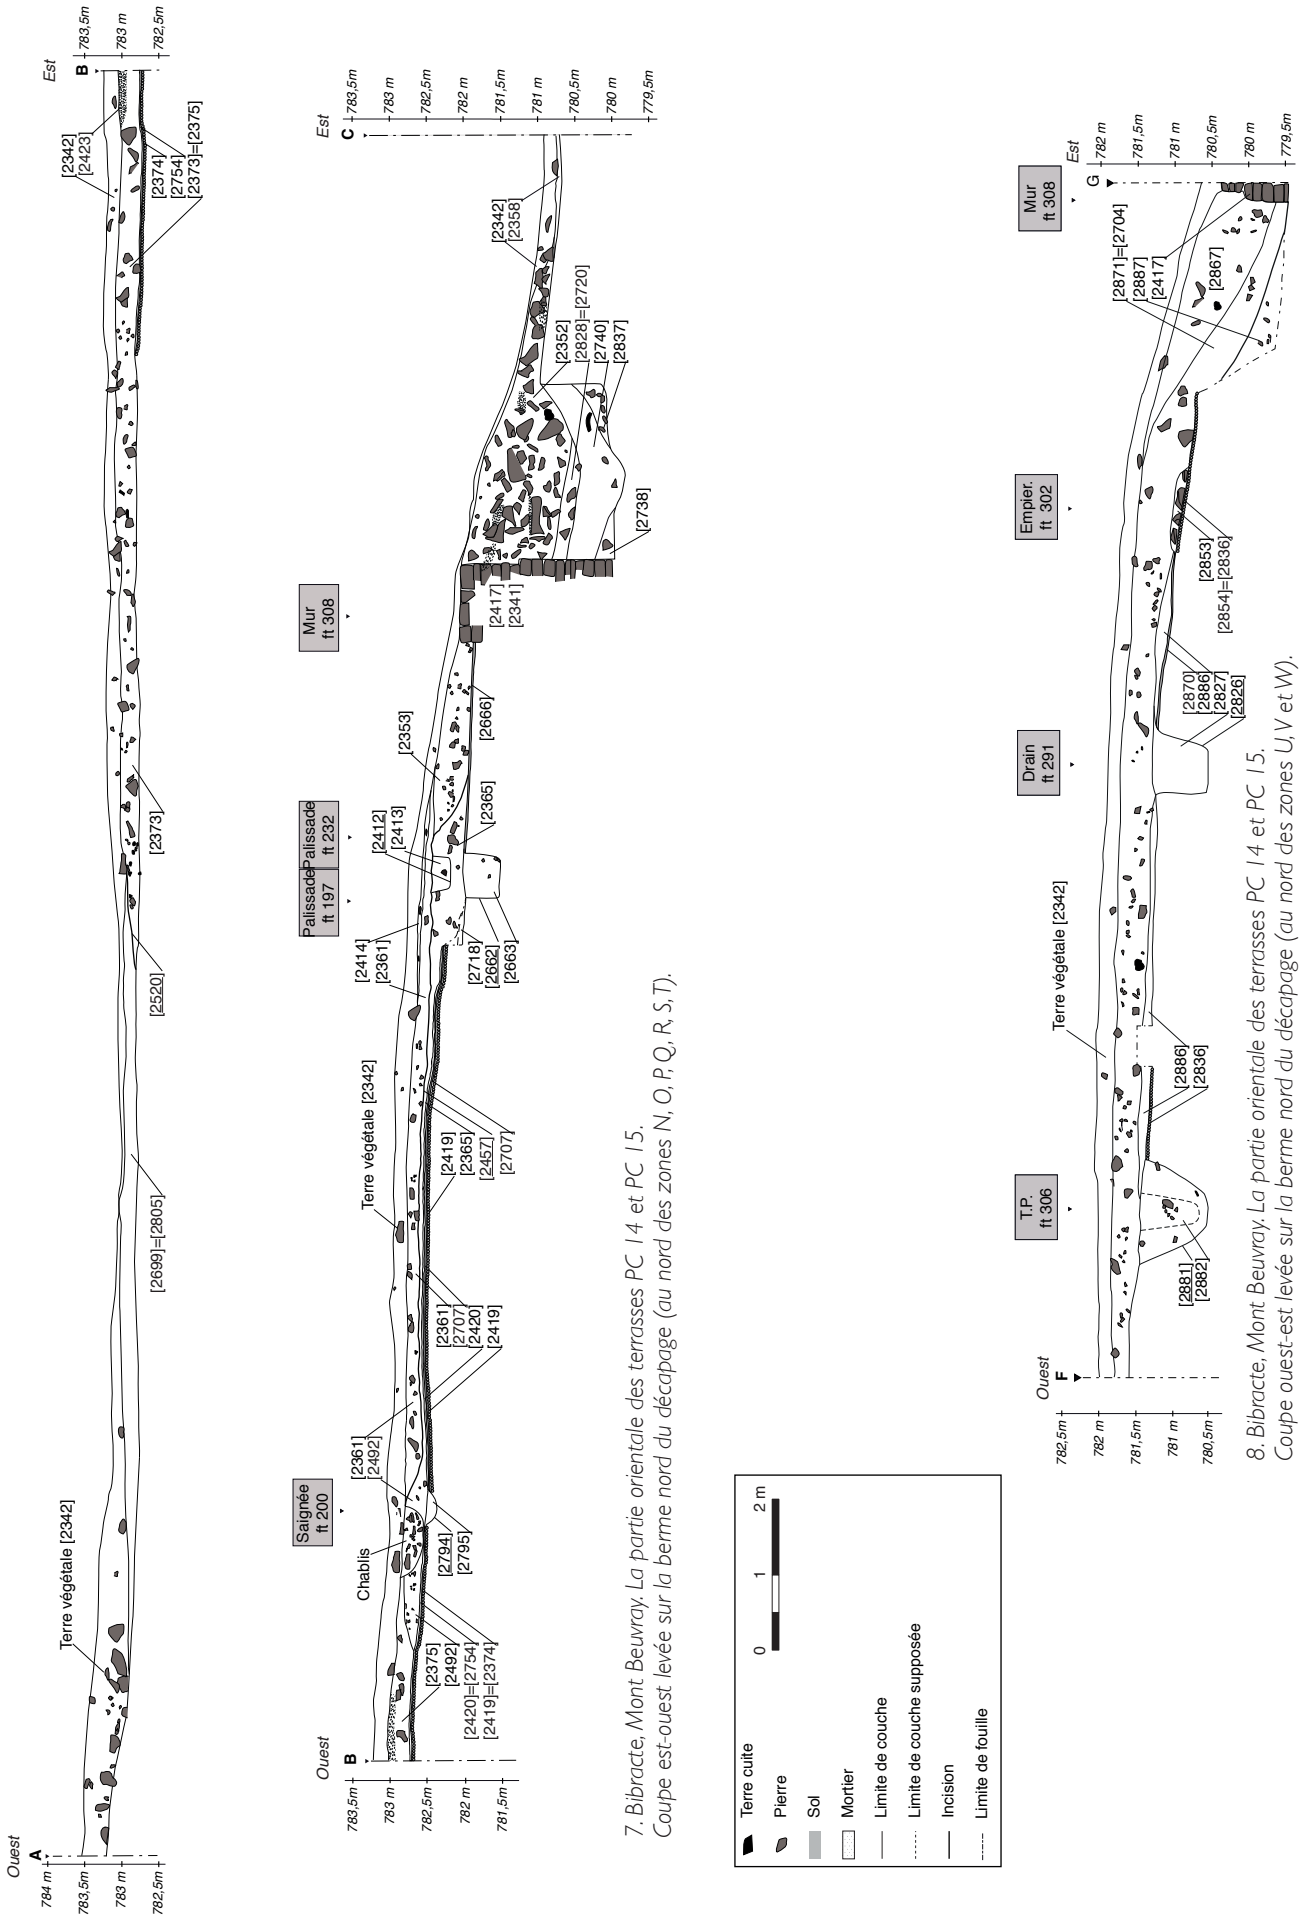 Ouest
A
784 m
783,5m
783 m
782,5m
Terre végétale [2342]
[2699]=[2805]
[2520]
[2373]
[2342]
[2423]
[2374]
[2754]
[2373]=[2375]
Est
B
783,5m
783 m
782,5m
Ouest
B
783,5m
783 m
782,5m
782 m
781,5m
[2375]
[2492]
[2420]=[2754]
[2419]=[2374]
Chablis
Saignée
ft 200
[2794]
[2795]
[2361]
[2492]
[2361]
[2707]
[2420]
[2419]
Terre végétale [2342]
[2419]
[2365]
[2457]
[2707]
[2414]
[2361]
Palissade
ft 197
Palissade
ft 232
[2718]
[2662]
[2663]
[2412]
[2413]
[2365]
[2353]
[2666]
Mur
ft 308
[2417]
[2341]
[2738]
[2352]
[2828]=[2720]
[2740]
[2837]
[2342]
[2358]
Est
C
783,5m
783 m
782,5m
782 m
781,5m
781 m
780,5m
780 m
779,5m
7. Bibracte, Mont Beuvray. La partie orientale des terrasses PC 14 et PC 15.
Coupe est-ouest levée sur la berme nord du décapage (au nord des zones N, O, P, Q, R, S, T).
Terre cuite
Pierre
Sol
Mortier
Limite de couche
Limite de couche supposée
Incision
Limite de fouille
0 1 2 m
Ouest
F
782,5m
782 m
781,5m
781 m
780,5m
T.P.
ft 306
[2881]
[2882]
[2886]
[2836]
Terre végétale [2342]
Drain
ft 291
[2870]
[2886]
[2827]
[2826]
Empier.
ft 302
[2853]
[2854]=[2836]
[2871]=[2704]
[2887]
[2417]
[2867]
Mur
ft 308
Est
G
782 m
781,5m
781 m
780,5m
780 m
779,5m
8. Bibracte, Mont Beuvray. La partie orientale des terrasses PC 14 et PC 15.
Coupe ouest-est levée sur la berme nord du décapage (au nord des zones U, V et W).